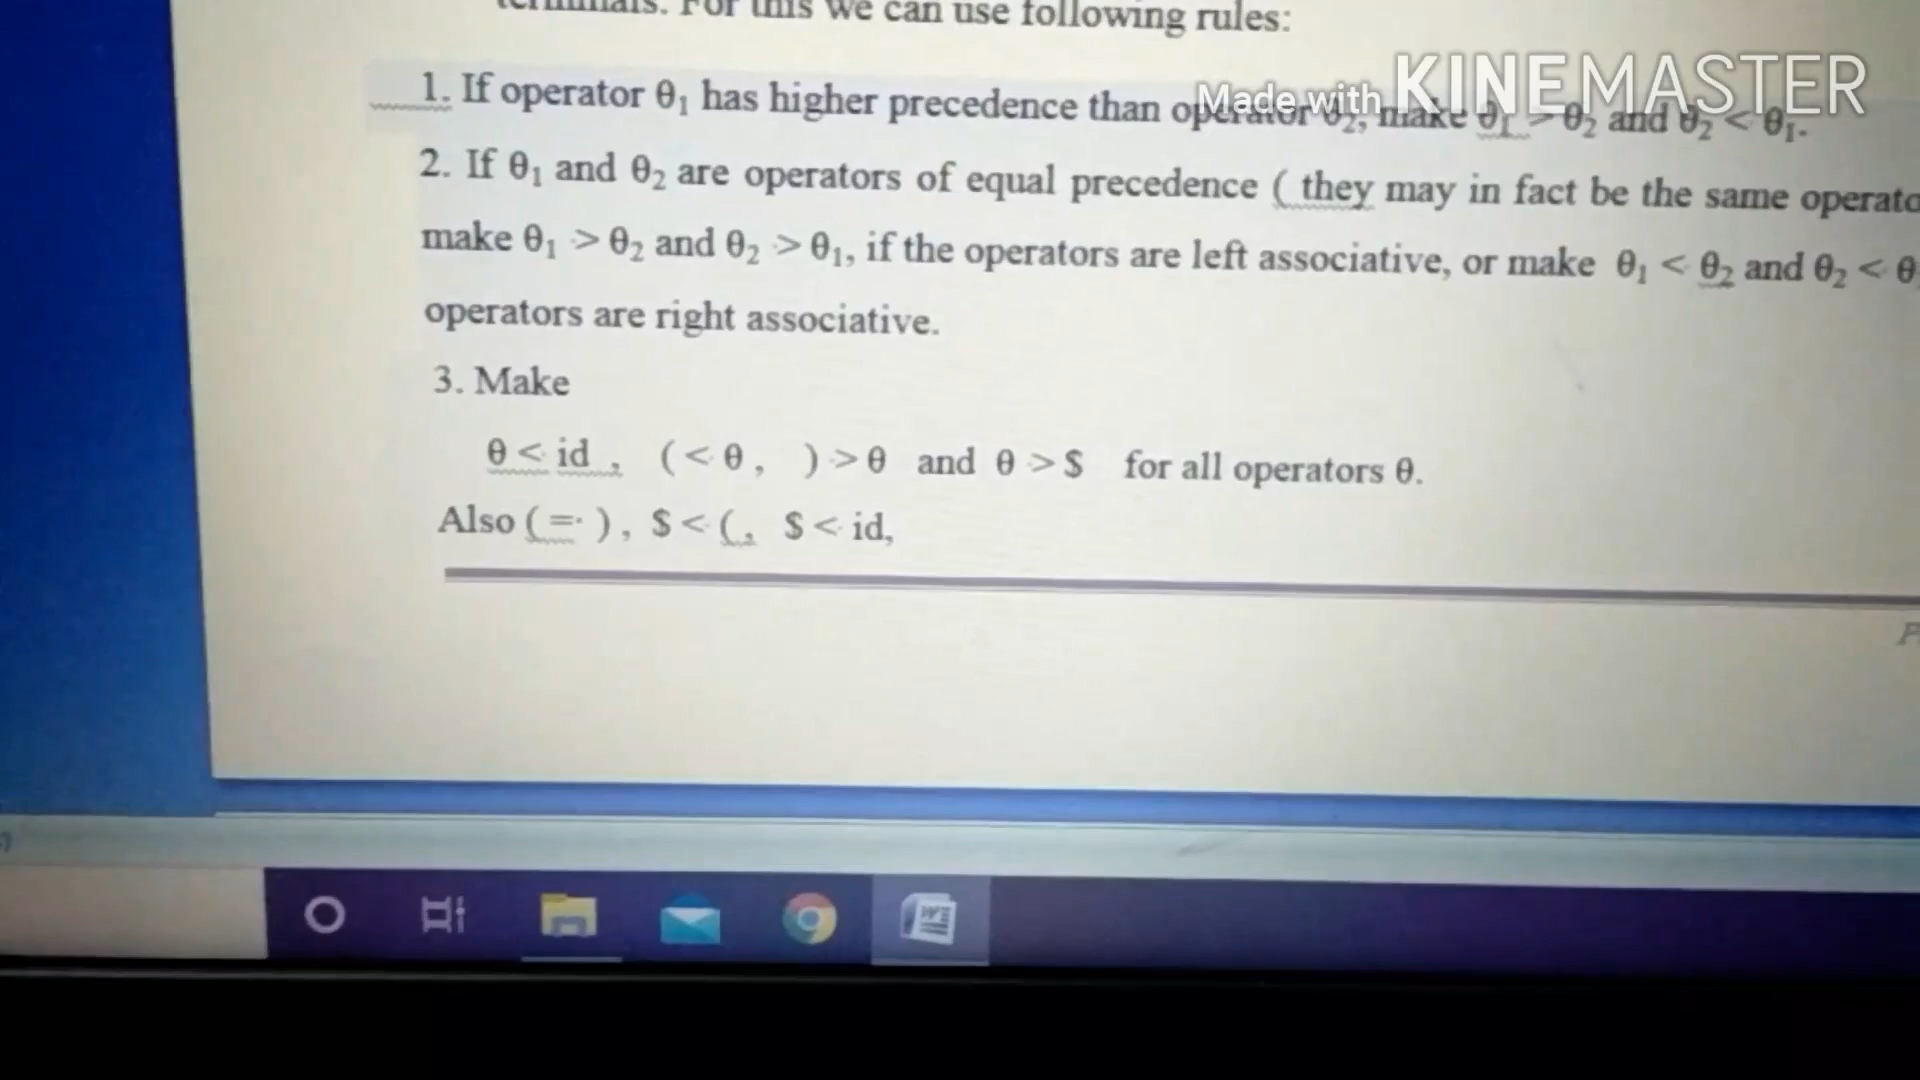 For this we can use following rules:
Made with KINEMASTER
1. If operator θ₁ has higher precedence than operator θ₂, make θ₁ ·> θ₂ and θ₂ <· θ₁.
2. If θ₁ and θ₂ are operators of equal precedence ( they may in fact be the same
make θ₁ ·> θ₂ and θ₂ ·> θ₁, if the operators are left associative, or make θ₁ <· θ₂ and θ₂ <· θ
operators are right associative.
3. Make
θ <· id , ( <· θ , ) ·> θ and θ ·> $ for all operators θ.
Also ( =· ) , $ <· ( , $ <· id,